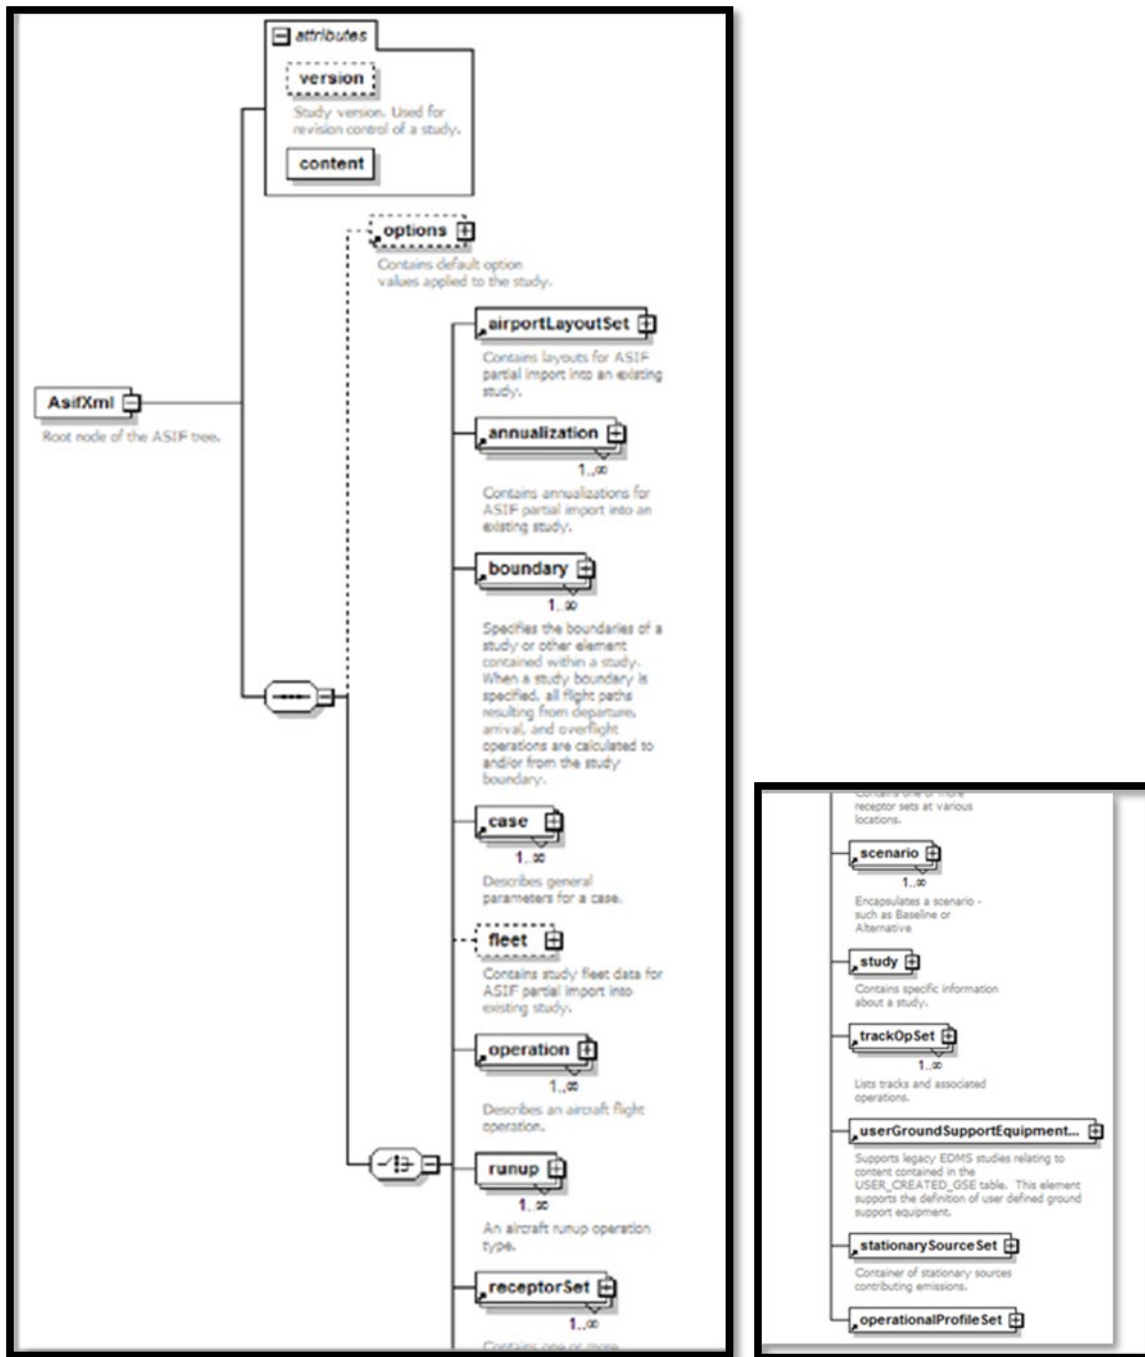 attributes
version
Study version. Used for
revision control of a study.
content
options
Contains default option
values applied to the study.
airportLayoutSet
Contains layouts for ASIF
partial import into an existing
study.
AsifXml
Root node of the ASIF tree.
annualization
1..∞
Contains annualizations for
ASIF partial import into an
existing study.
boundary
1..∞
Specifies the boundaries of a
study or other element
contained within a study.
When a study boundary is
specified, all flight paths
resulting from departure,
arrival, and overflight
operations are calculated to
and/or from the study
boundary.
case
1..∞
Describes general
parameters for a case.
fleet
Contains study fleet data for
ASIF partial import into
existing study.
operation
1..∞
Describes an aircraft flight
operation.
runup
1..∞
An aircraft runup operation
type.
receptorSet
1..∞
Contains one or more
Contains one or more
receptor sets at various
locations.
scenario
1..∞
Encapsulates a scenario -
such as Baseline or
Alternative
study
Contains specific information
about a study.
trackOpSet
1..∞
Lists tracks and associated
operations.
userGroundSupportEquipment...
Supports legacy EDMS studies relating to
content contained in the
USER_CREATED_GSE table. This element
supports the definition of user defined ground
support equipment.
stationarySourceSet
Container of stationary sources
contributing emissions.
operationalProfileSet